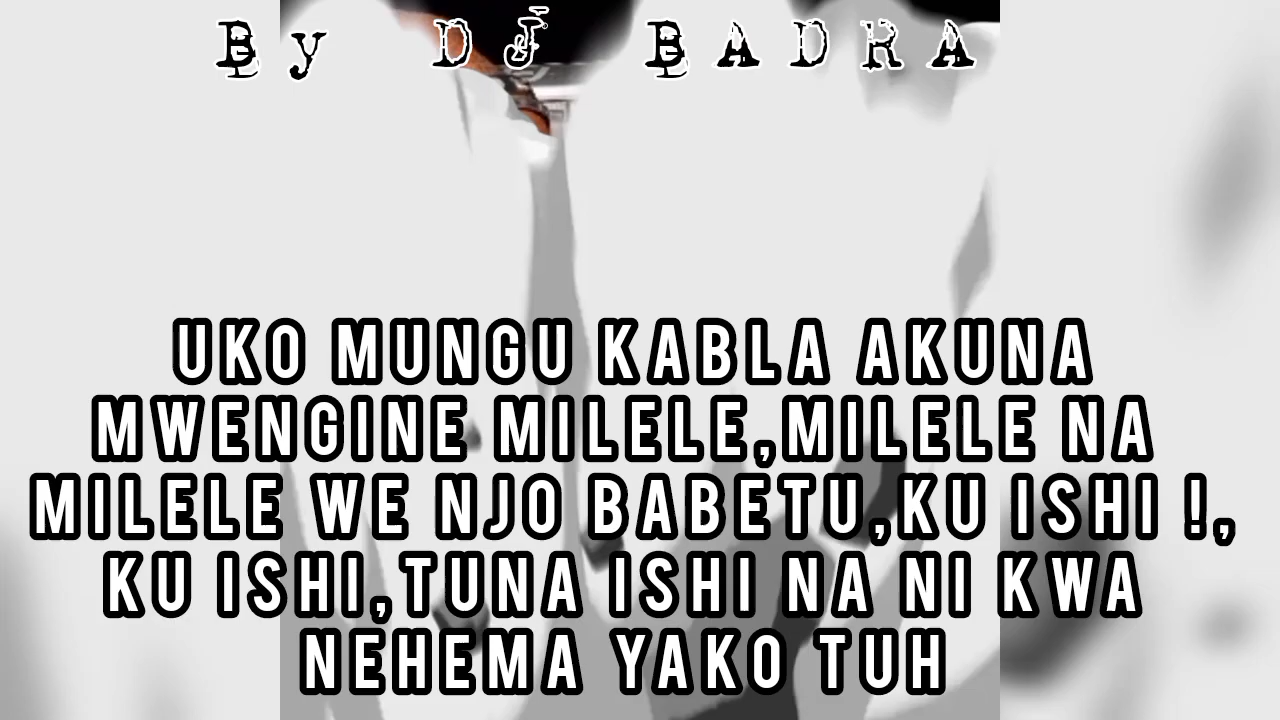 By DJ BADRA
UKO MUNGU KABLA AKUNA
MWENGINE MILELE,MILELE NA
MILELE WE NJO BABETU,KU ISHI !,
KU ISHI,TUNA ISHI NA NI KWA
NEHEMA YAKO TUH